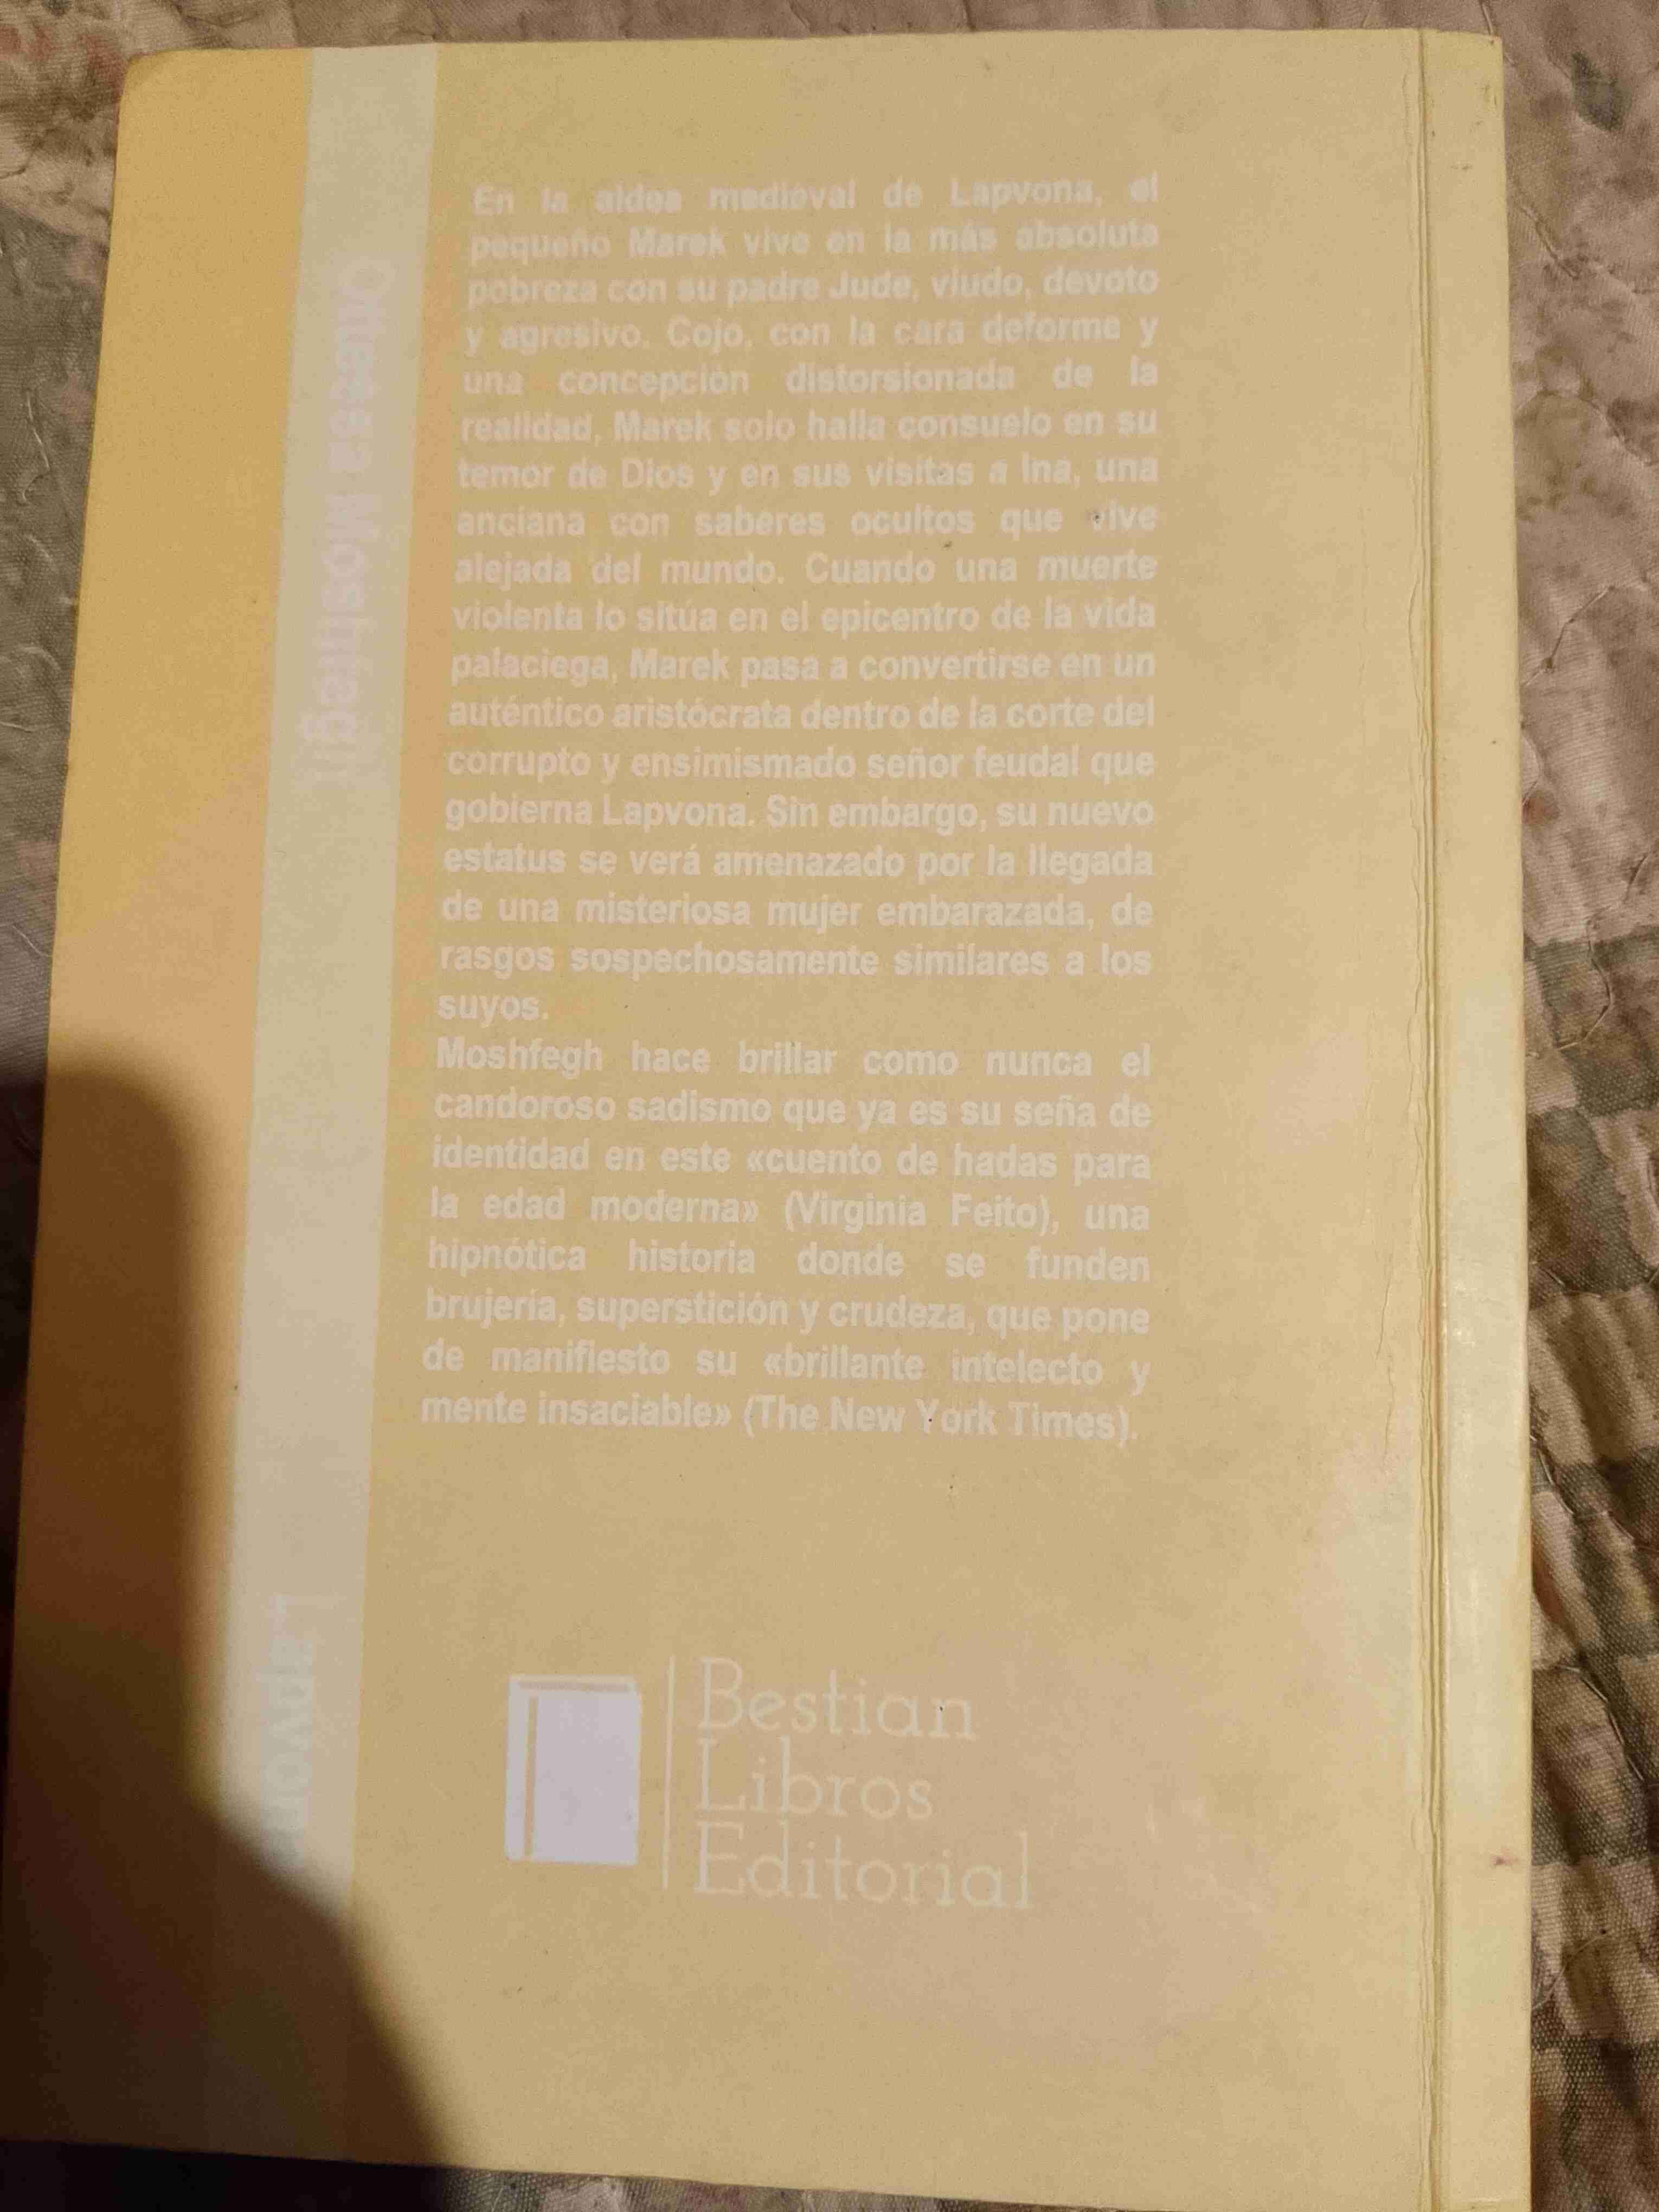 En la aldea medieval de Lapvona, el
pequeño Marek vive en la más absoluta
pobreza con su padre Jude, viudo, devoto
y agresivo. Cojo, con la cara deforme y
una concepción distorsionada de la
realidad, Marek solo halla consuelo en su
temor de Dios y en sus visitas a Ina, una
anciana con saberes ocultos que vive
alejada del mundo. Cuando una muerte
violenta lo sitúa en el epicentro de la vida
palaciega, Marek pasa a convertirse en un
auténtico aristócrata dentro de la corte del
corrupto y ensimismado señor feudal que
gobierna Lapvona. Sin embargo, su nuevo
estatus se verá amenazado por la llegada
de una misteriosa mujer embarazada, de
rasgos sospechosamente similares a los
suyos.
Moshfegh hace brillar como nunca el
candoroso sadismo que ya es su seña de
identidad en este «cuento de hadas para
la edad moderna» (Virginia Feito), una
hipnótica historia donde se funden
brujería, superstición y crudeza, que pone
de manifiesto su «brillante intelecto y
mente insaciable» (The New York Times).
Bestian
Libros
Editorial
Ottessa Moshfegh
Lapvona